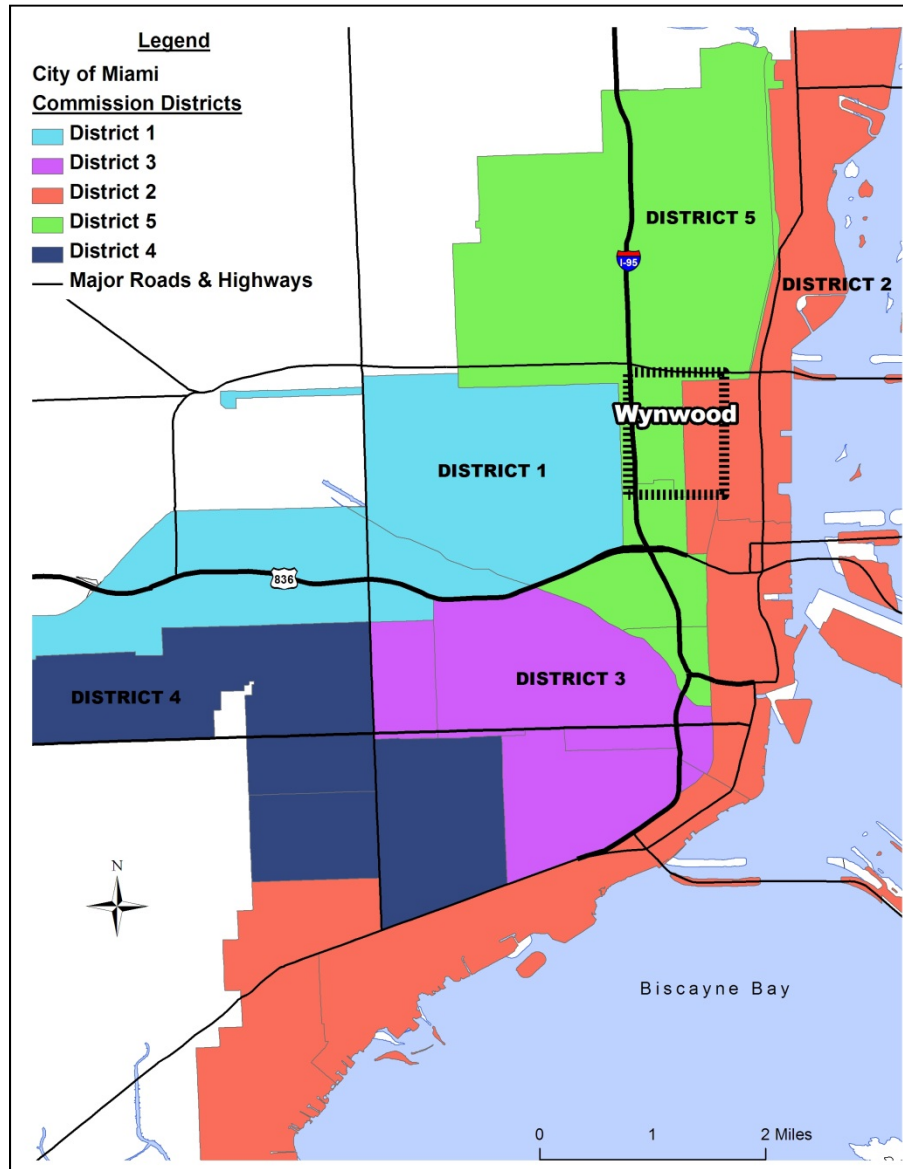 Legend
City of Miami
Commission Districts
District 1
District 3
District 2
District 5
District 4
Major Roads & Highways
DISTRICT 5
I-95
DISTRICT 2
Wynwood
DISTRICT 1
836
DISTRICT 3
DISTRICT 4
N
Biscayne Bay
0 1 2 Miles